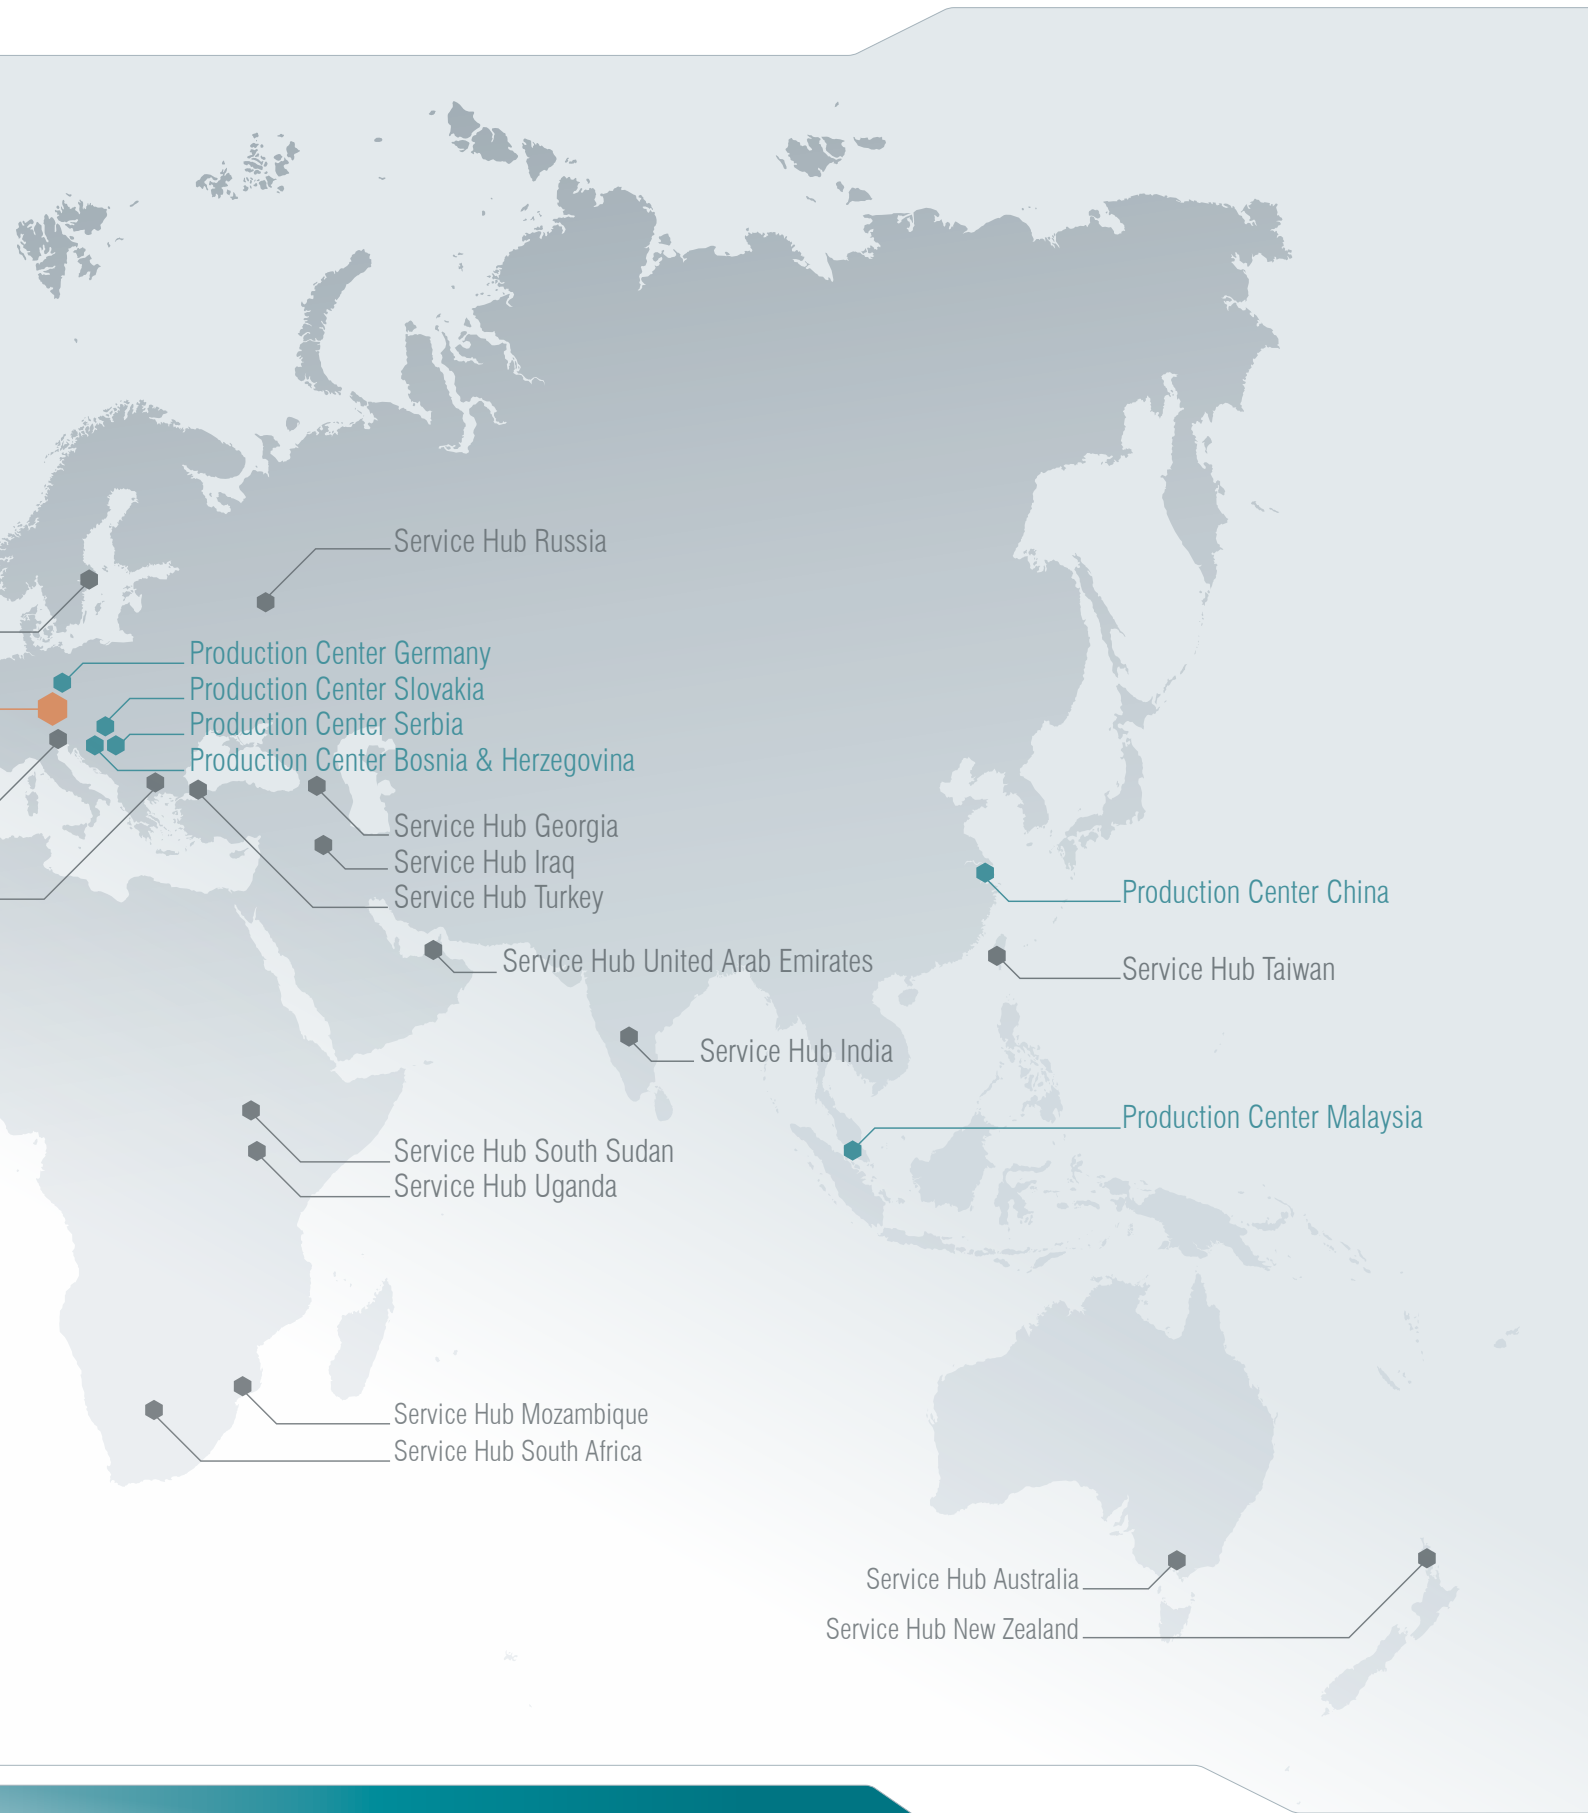 Service Hub Russia
Production Center Germany
Production Center Slovakia
Production Center Serbia
Production Center Bosnia & Herzegovina
Service Hub Georgia
Service Hub Iraq
Service Hub Turkey
Production Center China
Service Hub United Arab Emirates
Service Hub Taiwan
Service Hub India
Production Center Malaysia
Service Hub South Sudan
Service Hub Uganda
Service Hub Mozambique
Service Hub South Africa
Service Hub Australia
Service Hub New Zealand